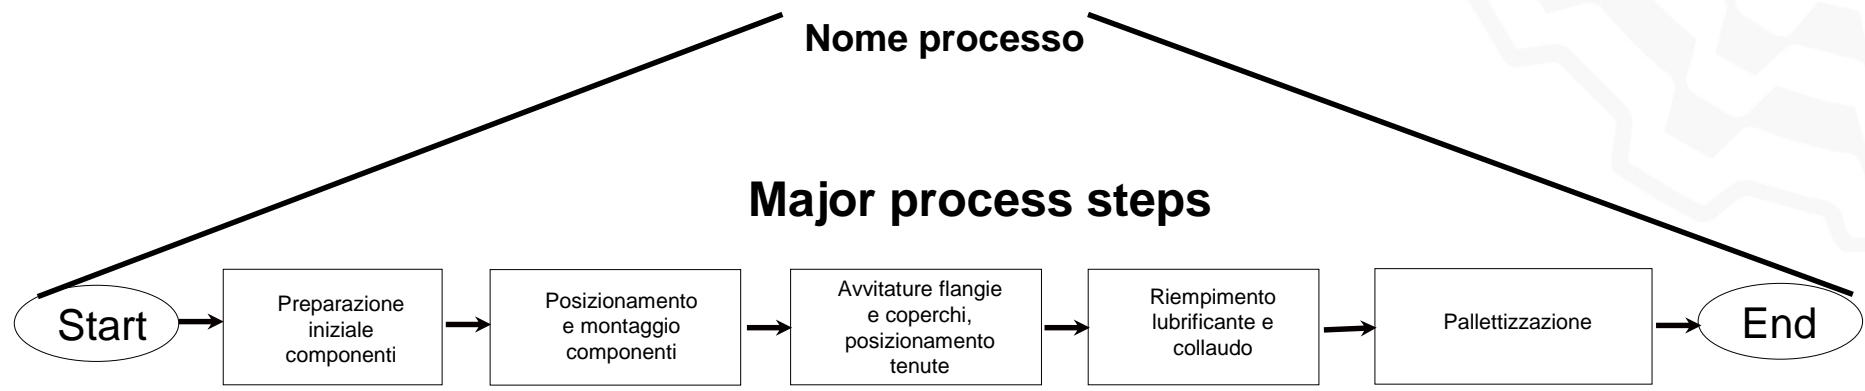 Nome processo
Major process steps
Start
Preparazione
iniziale
componenti
Posizionamento
e montaggio
componenti
Avvitature flangie
e coperchi,
posizionamento
tenute
Riempimento
lubrificante e
collaudo
Pallettizzazione
End